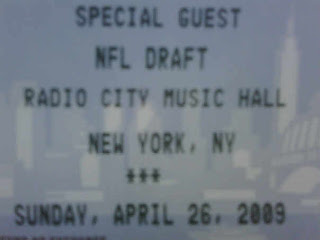 SPECIAL GUEST
NFL DRAFT
RADIO CITY MUSIC HALL
NEW YORK, NY
***
SUNDAY, APRIL 26, 2009